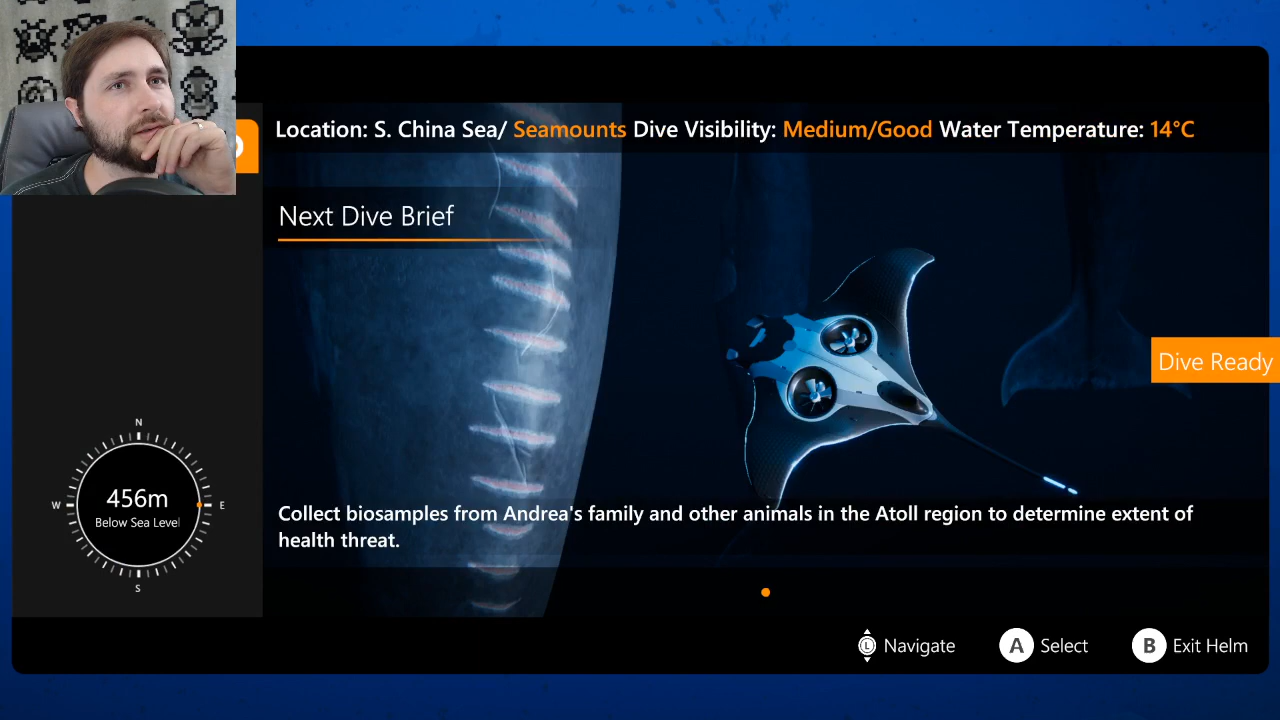 Location: S. China Sea/ Seamounts Dive Visibility: Medium/Good Water Temperature: 14°C
Next Dive Brief
Dive Ready
N
W
E
S
456m
Below Sea Level
Collect biosamples from Andrea's family and other animals in the Atoll region to determine extent of
health threat.
L Navigate A Select B Exit Helm